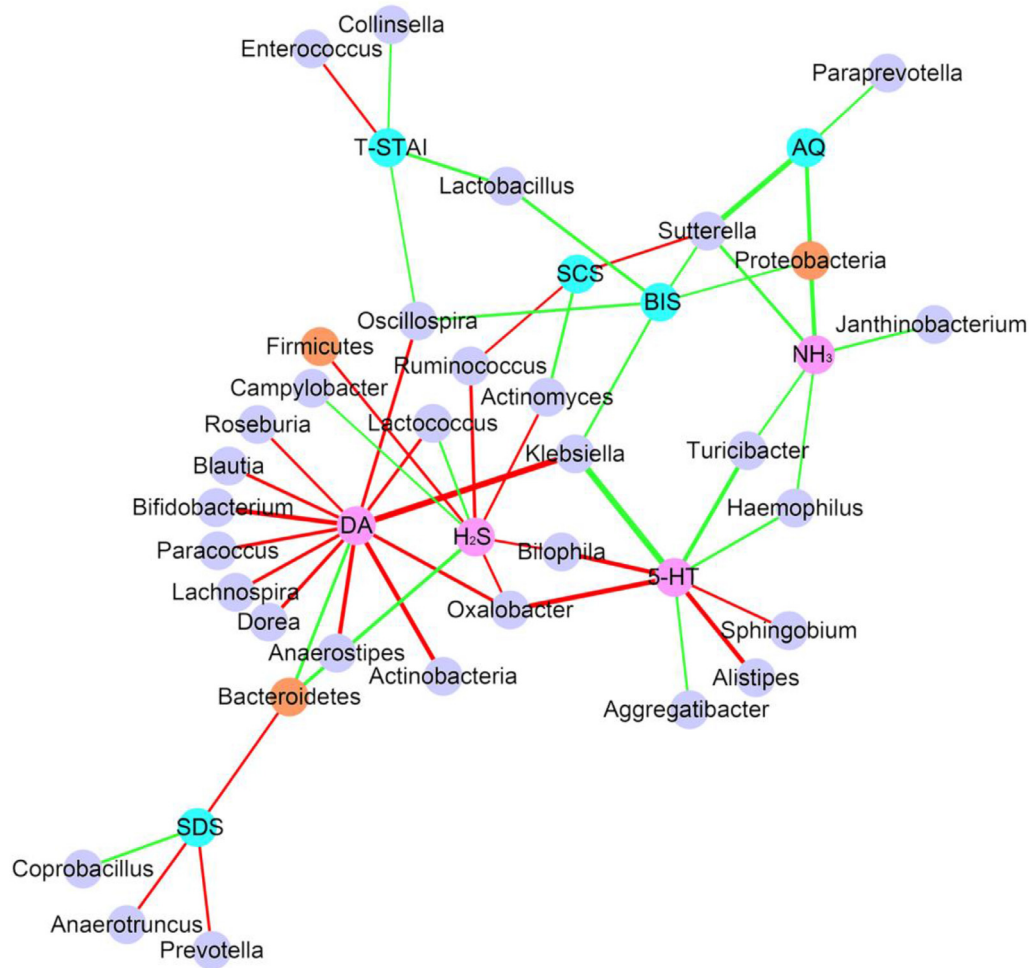 Collinsella
Enterococcus
Paraprevotella
T-STAI
AQ
Lactobacillus
Sutterella
Proteobacteria
SCS
BIS
Oscillospira
Janthinobacterium
Firmicutes
NH₃
Ruminococcus
Campylobacter
Actinomyces
Roseburia
Lactococcus
Klebsiella
Turicibacter
Blautia
Bifidobacterium
Haemophilus
DA
H₂S
Paracoccus
Bilophila
5-HT
Lachnospira
Oxalobacter
Dorea
Sphingobium
Anaerostipes
Actinobacteria
Alistipes
Bacteroidetes
Aggregatibacter
SDS
Coprobacillus
Anaerotruncus
Prevotella